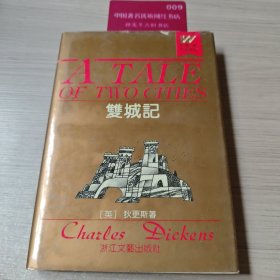 009
W
A TALE
OF TWO CITIES
雙城記
[英] 狄更斯著
Charles Dickens
浙江文藝出版社